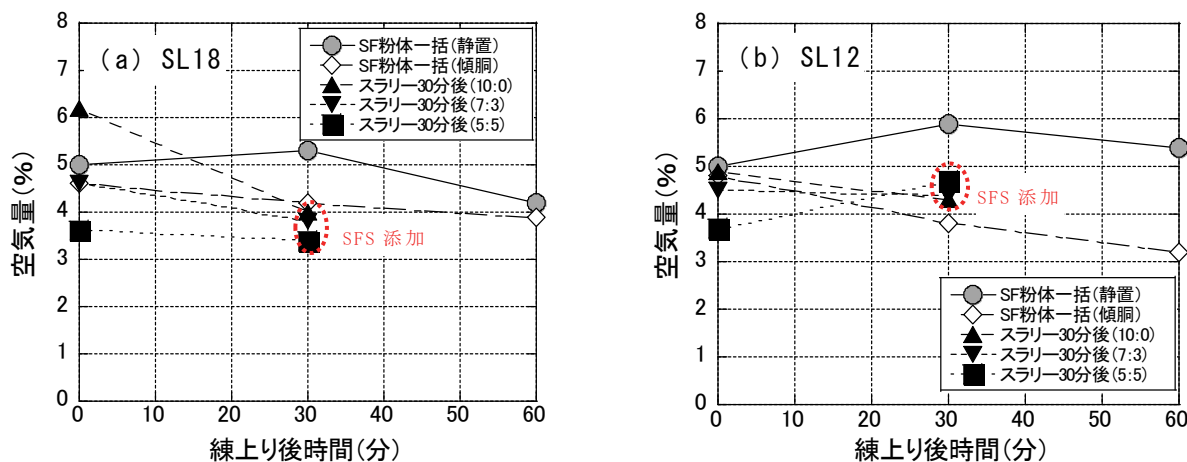 (a) SL18
8
7
6
5
4
3
2
1
0
空気量(%)
0 10 20 30 40 50 60
練上り後時間(分)
SF粉体一括(静置)
SF粉体一括(傾胴)
スラリー30分後(10:0)
スラリー30分後(7:3)
スラリー30分後(5:5)
SFS 添加
(b) SL12
8
7
6
5
4
3
2
1
0
空気量(%)
0 10 20 30 40 50 60
練上り後時間(分)
SFS 添加
SF粉体一括(静置)
SF粉体一括(傾胴)
スラリー30分後(10:0)
スラリー30分後(7:3)
スラリー30分後(5:5)